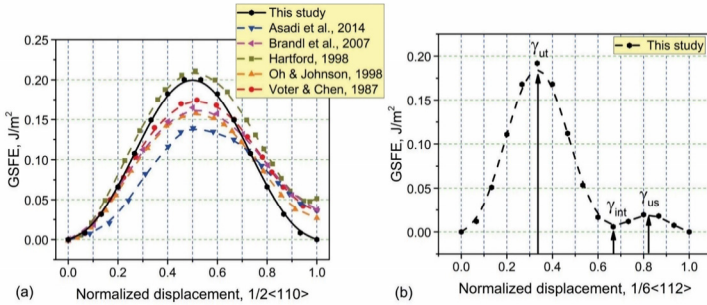 This study
Asadi et al., 2014
Brandl et al., 2007
Hartford, 1998
Oh & Johnson, 1998
Voter & Chen, 1987
GSFE, J/m²
0.25
0.20
0.15
0.10
0.05
0.00
0.0 0.2 0.4 0.6 0.8 1.0
(a) Normalized displacement, 1/2<110>
This study
γut
γint
γus
GSFE, J/m²
0.20
0.15
0.10
0.05
0.00
0.0 0.2 0.4 0.6 0.8 1.0
(b) Normalized displacement, 1/6<112>